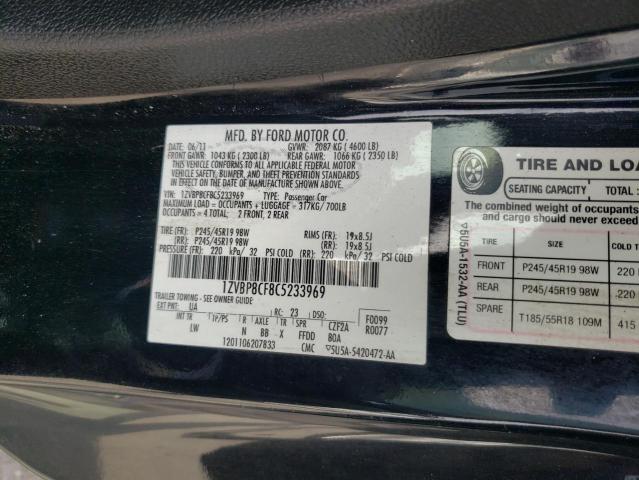 MFD. BY FORD MOTOR CO.
DATE: 06/11 GVWR: 2087 KG ( 4600 LB)
FRONT GAWR: 1043 KG ( 2300 LB) REAR GAWR: 1066 KG ( 2350 LB)
THIS VEHICLE CONFORMS TO ALL APPLICABLE FEDERAL MOTOR
VEHICLE SAFETY, BUMPER, AND THEFT PREVENTION STANDARDS
IN EFFECT ON THE DATE OF MANUFACTURE SHOWN ABOVE.
VIN: 1ZVBP8CF8C5233969 TYPE: Passenger Car
MAXIMUM LOAD = OCCUPANTS + LUGGAGE = 317KG/ 700LB
OCCUPANTS = 4 TOTAL: 2 FRONT, 2 REAR
TIRE (FR): P245/45R19 98W RIMS (FR): 19x8.5J
(RR): P245/45R19 98W (RR): 19x8.5J
PRESSURE (FR): 220 kPa/ 32 PSI COLD (RR): 220 kPa/ 32 PSI COLD
1ZVBP8CF8C5233969
TRAILER TOWING - SEE OWNER GUIDE
EXT PNT: UA RC: 23 DSO: F0099
INT TR TP/PS R AXLE TR SPR CZF2A R0077
LW N BB X FFDD 80A
1201106207833 CMC 5U5A-5420472-AA
5U5A-1532-AA (TLU)
TIRE AND LOA
SEATING CAPACITY TOTAL
The combined weight of occupants
and cargo should never exceed
TIRE SIZE COLD T
FRONT P245/45R19 98W 220
REAR P245/45R19 98W 220
SPARE T185/55R18 109M 415